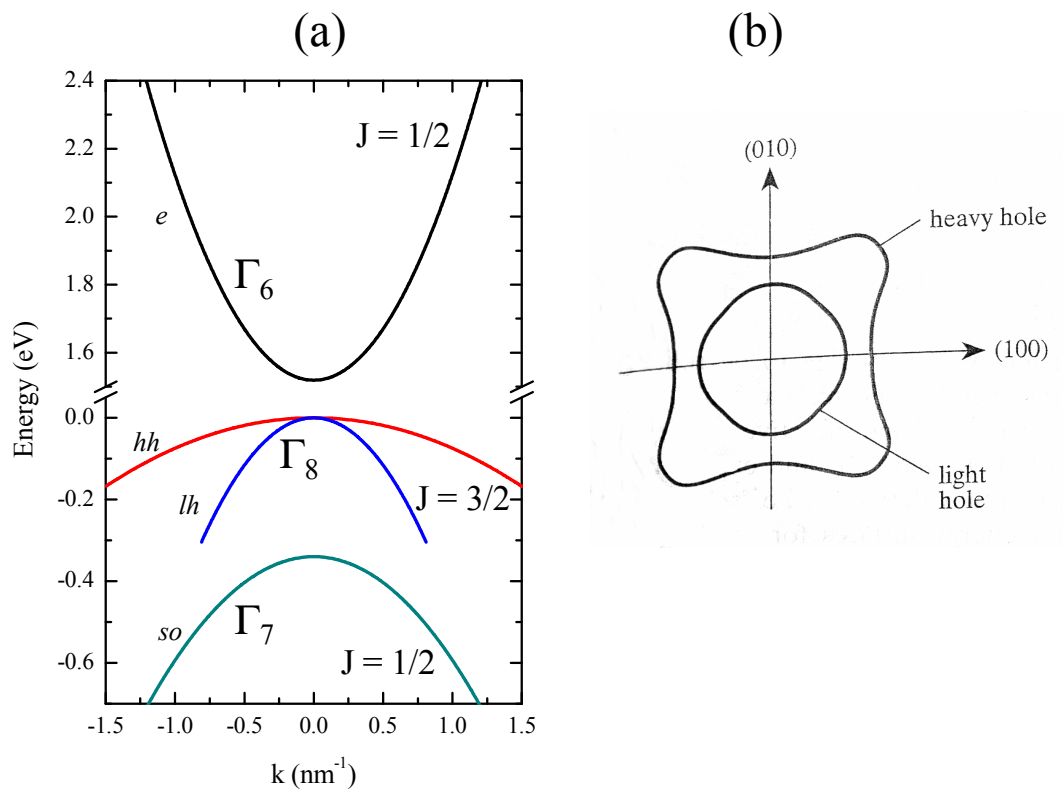 (a)
(b)
2.4
2.2
2.0
1.8
1.6
0.0
-0.2
-0.4
-0.6
Energy (eV)
J = 1/2
e
Γ6
hh
Γ8
lh
J = 3/2
so
Γ7
J = 1/2
-1.5
-1.0
-0.5
0.0
0.5
1.0
1.5
k (nm-1)
(010)
heavy hole
(100)
light
hole